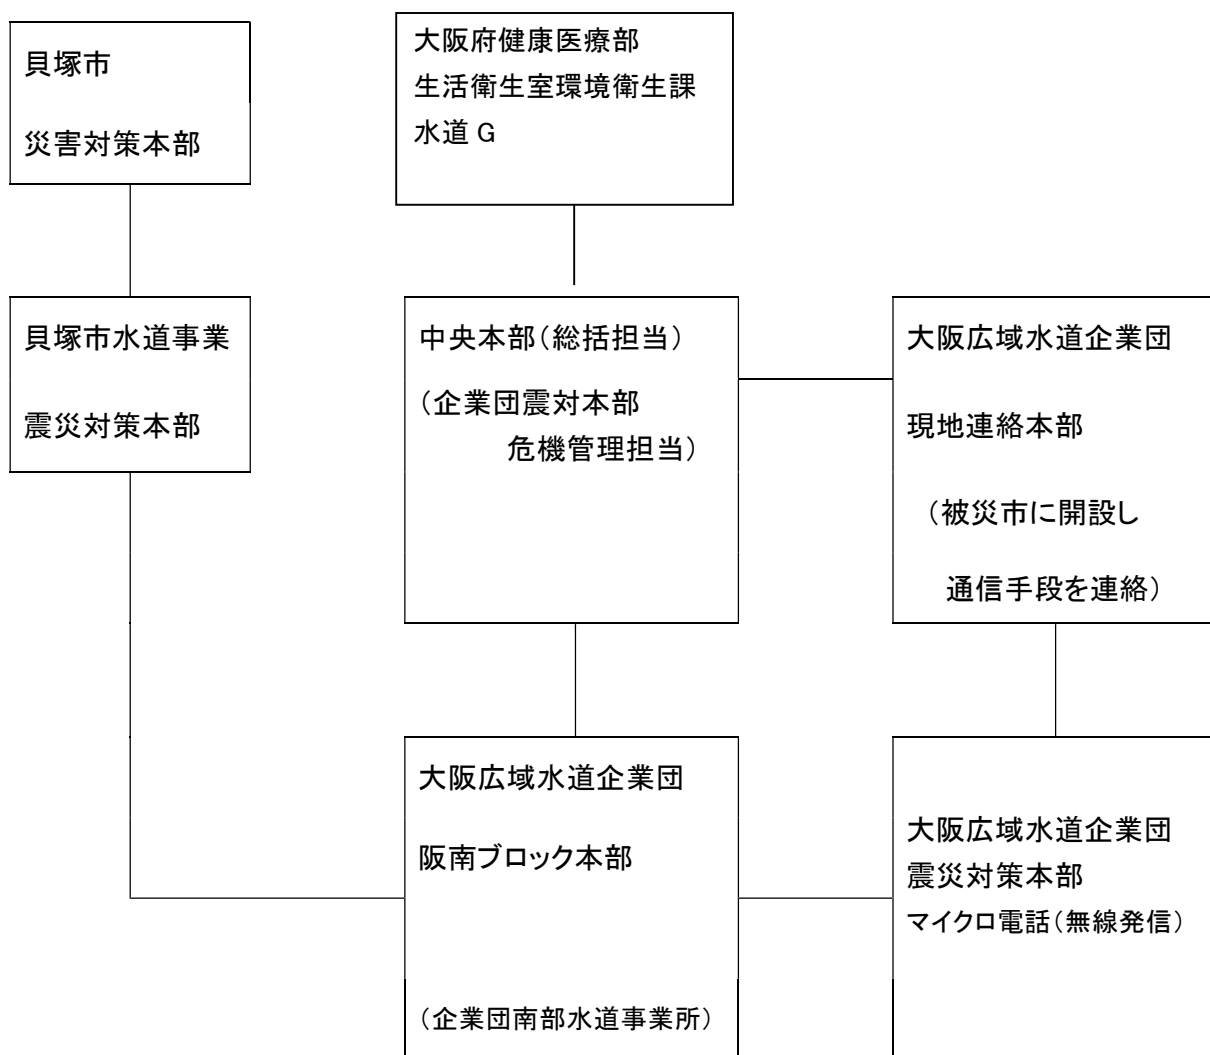 貝塚市
災害対策本部
大阪府健康医療部
生活衛生室環境衛生課
水道 G
貝塚市水道事業
震災対策本部
中央本部（総括担当）
（企業団震対本部
危機管理担当）
大阪広域水道企業団
現地連絡本部
（被災市に開設し
通信手段を連絡）
大阪広域水道企業団
阪南ブロック本部
（企業団南部水道事業所）
大阪広域水道企業団
震災対策本部
マイクロ電話（無線発信）